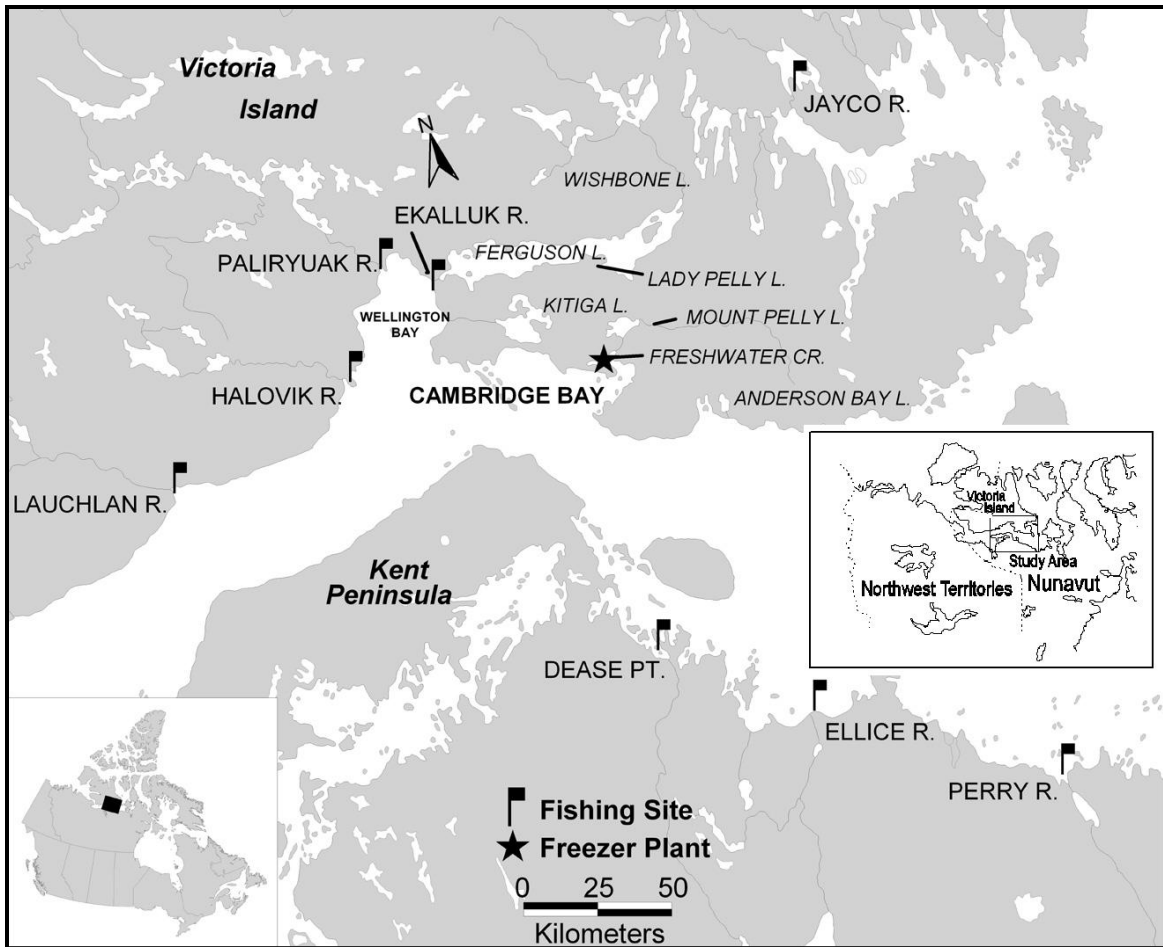 Victoria
Island
JAYCO R.
N
WISHBONE L.
EKALLUK R.
PALIRYUAK R.
FERGUSON L.
LADY PELLY L.
KITIGA L.
WELLINGTON
BAY
MOUNT PELLY L.
FRESHWATER CR.
HALOVIK R.
CAMBRIDGE BAY
ANDERSON BAY L.
LAUCHLAN R.
Victoria
Island
Study Area
Northwest Territories
Nunavut
Kent
Peninsula
DEASE PT.
ELLICE R.
PERRY R.
Fishing Site
Freezer Plant
0 25 50
Kilometers